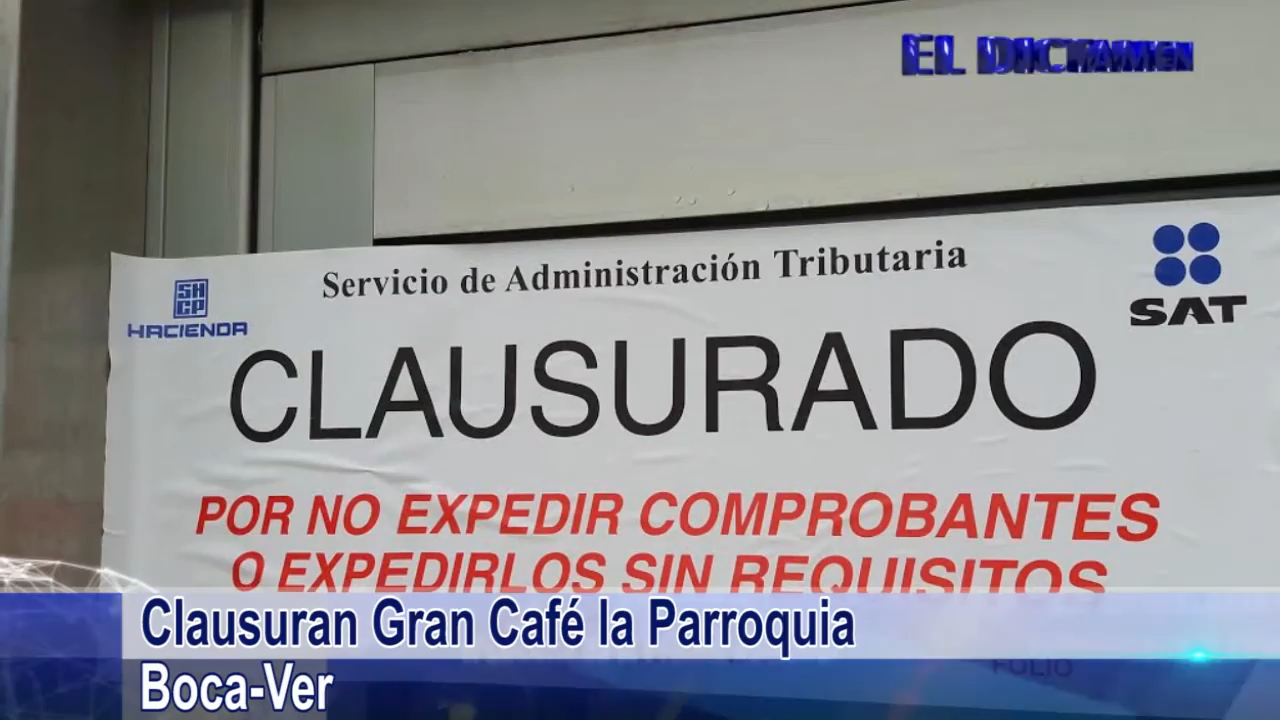 EL DICTAMEN
Servicio de Administración Tributaria
SHCP
HACIENDA
SAT
CLAUSURADO
POR NO EXPEDIR COMPROBANTES
O EXPEDIRLOS SIN REQUISITOS
Clausuran Gran Café la Parroquia
Boca-Ver
FOLIO